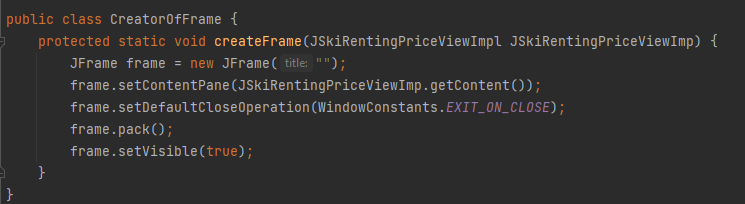 public class CreatorOfFrame {
    protected static void createFrame(JSkiRentingPriceViewImpl JSkiRentingPriceViewImp) {
        JFrame frame = new JFrame( title: "");
        frame.setContentPane(JSkiRentingPriceViewImp.getContent());
        frame.setDefaultCloseOperation(WindowConstants.EXIT_ON_CLOSE);
        frame.pack();
        frame.setVisible(true);
    }
}